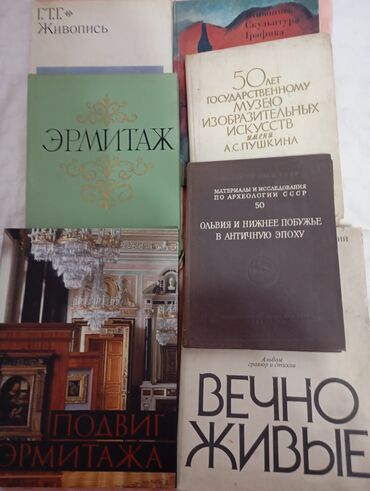 Г.Т.Г.
Живопись
Живопись
Скульптура
Графика
ЭРМИТАЖ
50 ЛЕТ
ГОСУДАРСТВЕННОМУ
МУЗЕЮ
ИЗОБРАЗИТЕЛЬНЫХ
ИСКУССТВ
имени
А.С.ПУШКИНА
МАТЕРИАЛЫ И ИССЛЕДОВАНИЯ
ПО АРХЕОЛОГИИ СССР
50
ОЛЬВИЯ И НИЖНЕЕ ПОБУЖЬЕ
В АНТИЧНУЮ ЭПОХУ
ПОДВИГ
ЭРМИТАЖА
Альбом
гравюр и стихов
ВЕЧНО
ЖИВЫЕ